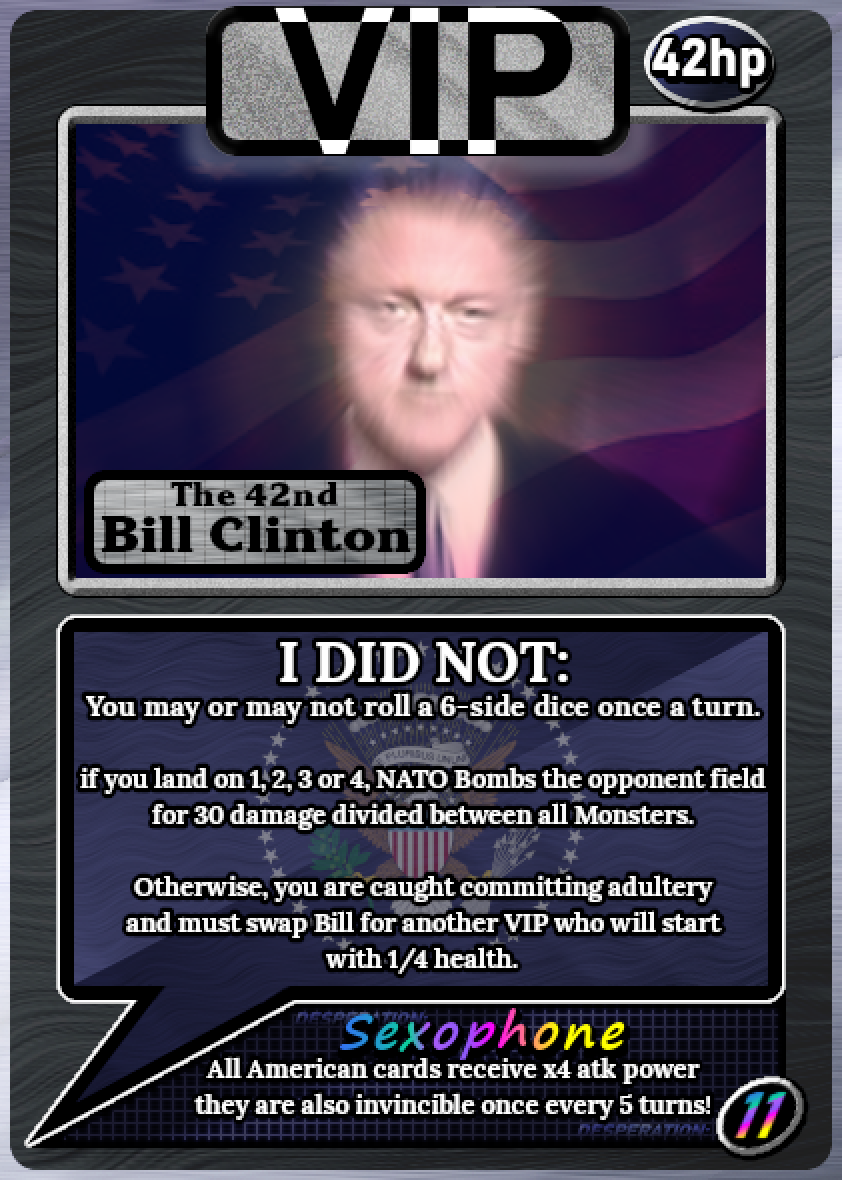 VIP
42hp
The 42nd
Bill Clinton
I DID NOT:
You may or may not roll a 6-side dice once a turn.
PLURIBUS UNUM
if you land on 1, 2, 3 or 4, NATO Bombs the opponent field
for 30 damage divided between all Monsters.
Otherwise, you are caught committing adultery
and must swap Bill for another VIP who will start
with 1/4 health.
DESPERATION:
Sexophone
All American cards receive x4 atk power
they are also invincible once every 5 turns!
11
DESPERATION: